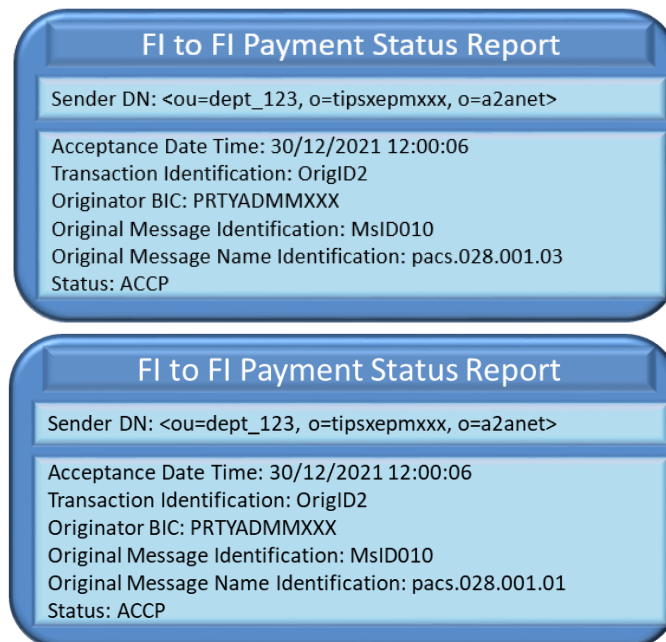 FI to FI Payment Status Report
Sender DN: <ou=dept_123, o=tipsxepmxxx, o=a2anet>
Acceptance Date Time: 30/12/2021 12:00:06
Transaction Identification: OrigID2
Originator BIC: PRTYADMMXXX
Original Message Identification: MsID010
Original Message Name Identification: pacs.028.001.03
Status: ACCP
FI to FI Payment Status Report
Sender DN: <ou=dept_123, o=tipsxepmxxx, o=a2anet>
Acceptance Date Time: 30/12/2021 12:00:06
Transaction Identification: OrigID2
Originator BIC: PRTYADMMXXX
Original Message Identification: MsID010
Original Message Name Identification: pacs.028.001.01
Status: ACCP